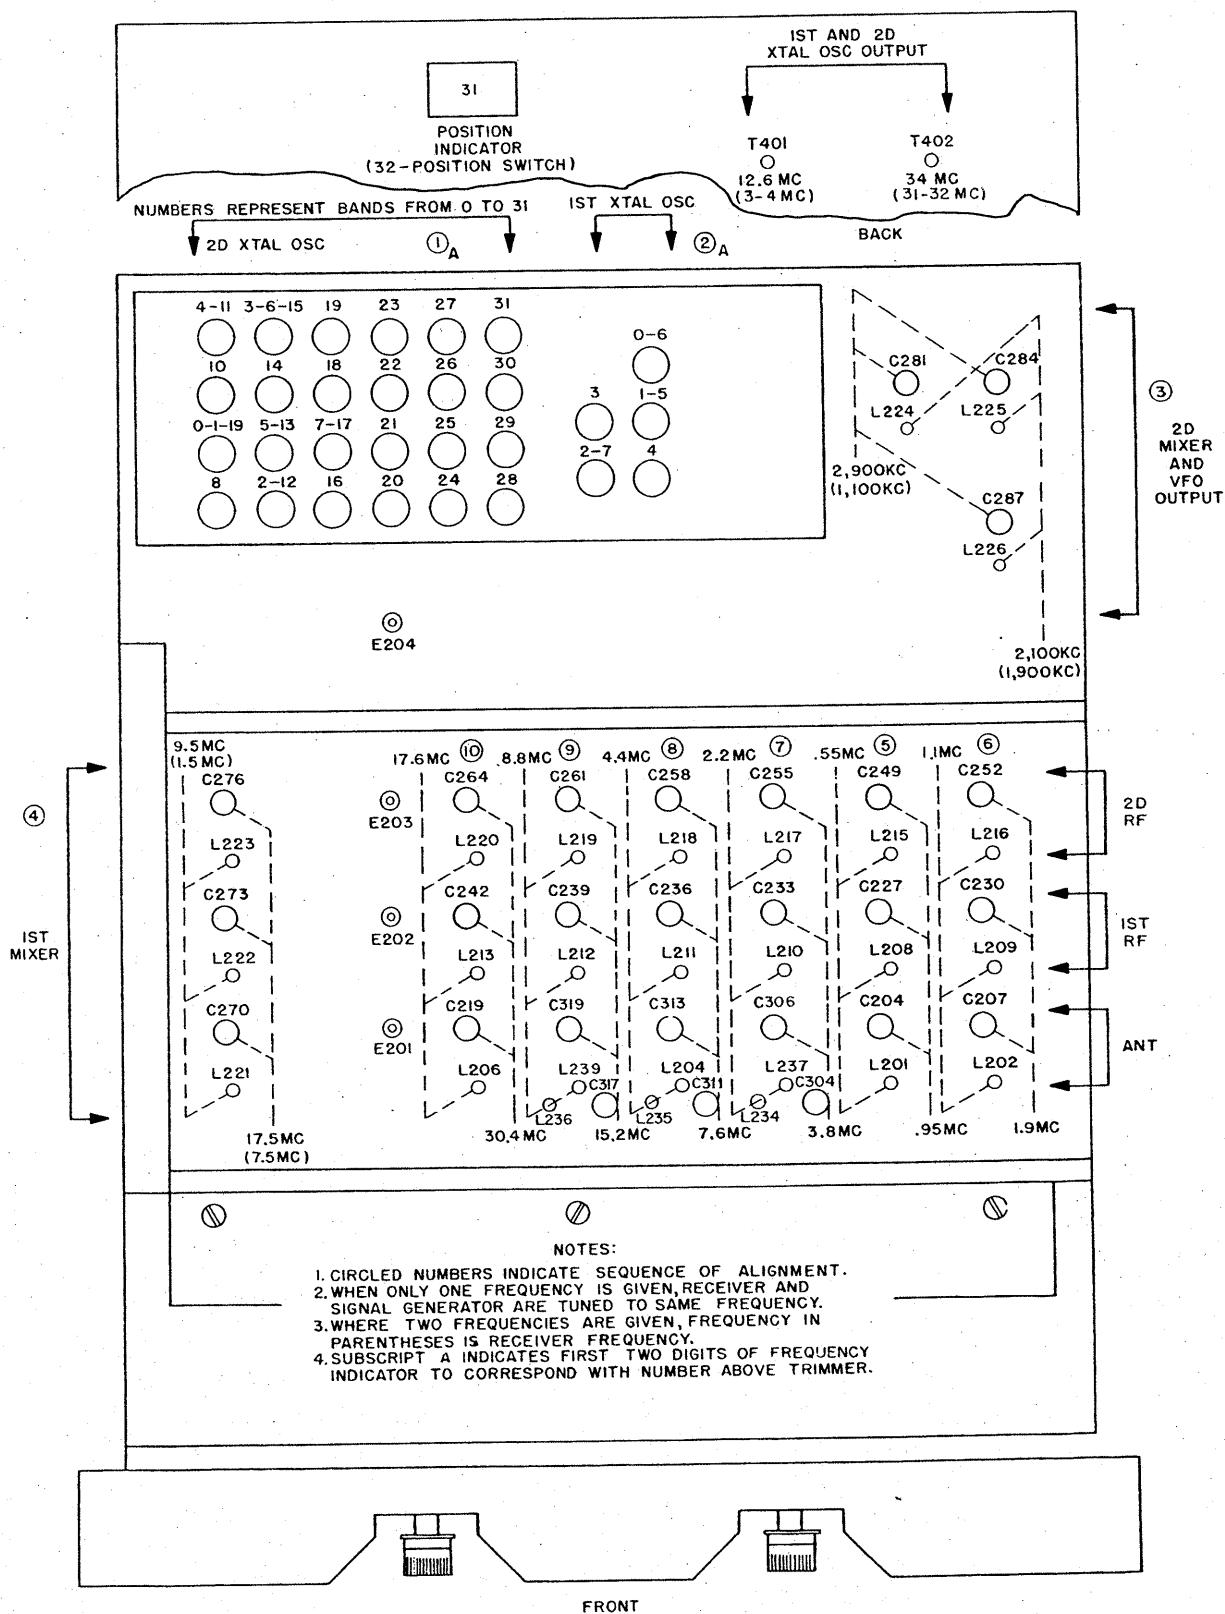 1ST AND 2D
XTAL OSC OUTPUT
31
POSITION
INDICATOR
(32-POSITION SWITCH)
T401
12.6 MC
(3-4 MC)
T402
34 MC
(31-32 MC)
NUMBERS REPRESENT BANDS FROM 0 TO 31
1ST XTAL OSC
BACK
2D XTAL OSC
1 A
2 A
4-11 3-6-15 19 23 27 31
10 14 18 22 26 30
0-1-19 5-13 7-17 21 25 29
8 2-12 16 20 24 28
0-6
3 1-5
2-7 4
C281 C284
L224 L225
2,900KC
(1,100KC)
C287
L226
2,100KC
(1,900KC)
3
2D
MIXER
AND
VFO
OUTPUT
E204
9.5MC
(1.5MC)
17.6MC 10 8.8MC 9 4.4MC 8 2.2MC 7 .55MC 5 1.1MC 6
C276 C264 C261 C258 C255 C249 C252
E203
L223 L220 L219 L218 L217 L215 L216
2D
RF
C273 C242 C239 C236 C233 C227 C230
E202
L222 L213 L212 L211 L210 L208 L209
1ST
RF
C270 C219 C319 C313 C306 C204 C207
E201
L221 L206 L239 C317 L204 C311 L237 C304 L201 L202
L236 L235 L234
ANT
4
1ST
MIXER
17.5MC
(7.5MC)
30.4MC 15.2MC 7.6MC 3.8MC .95MC 1.9MC
NOTES:
1. CIRCLED NUMBERS INDICATE SEQUENCE OF ALIGNMENT.
2. WHEN ONLY ONE FREQUENCY IS GIVEN, RECEIVER AND
SIGNAL GENERATOR ARE TUNED TO SAME FREQUENCY.
3. WHERE TWO FREQUENCIES ARE GIVEN, FREQUENCY IN
PARENTHESES IS RECEIVER FREQUENCY.
4. SUBSCRIPT A INDICATES FIRST TWO DIGITS OF FREQUENCY
INDICATOR TO CORRESPOND WITH NUMBER ABOVE TRIMMER.
FRONT